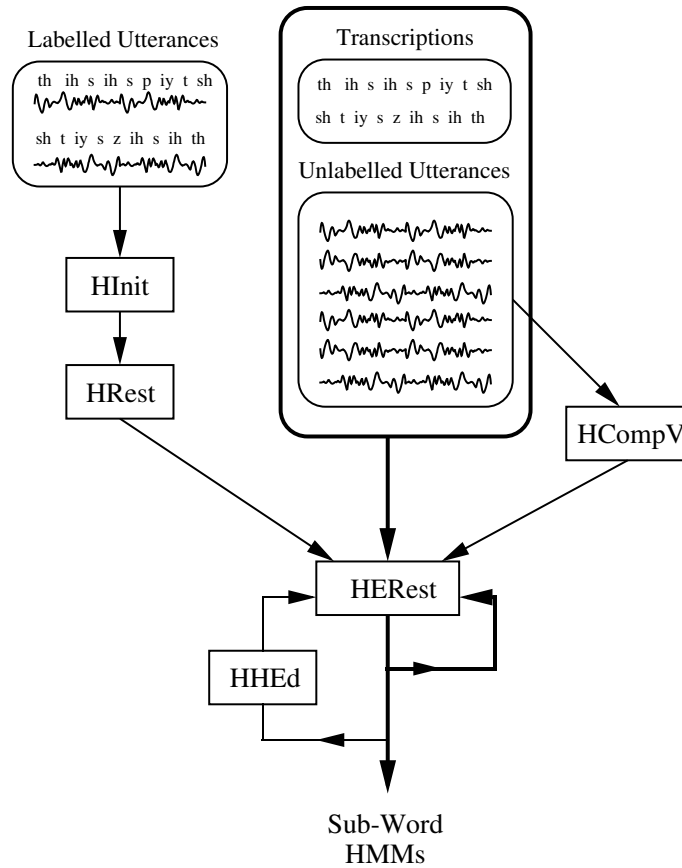 Labelled Utterances
th ih s ih s p iy t sh
sh t iy s z ih s ih th
Transcriptions
th ih s ih s p iy t sh
sh t iy s z ih s ih th
Unlabelled Utterances
HInit
HRest
HCompV
HERest
HHEd
Sub-Word
HMMs